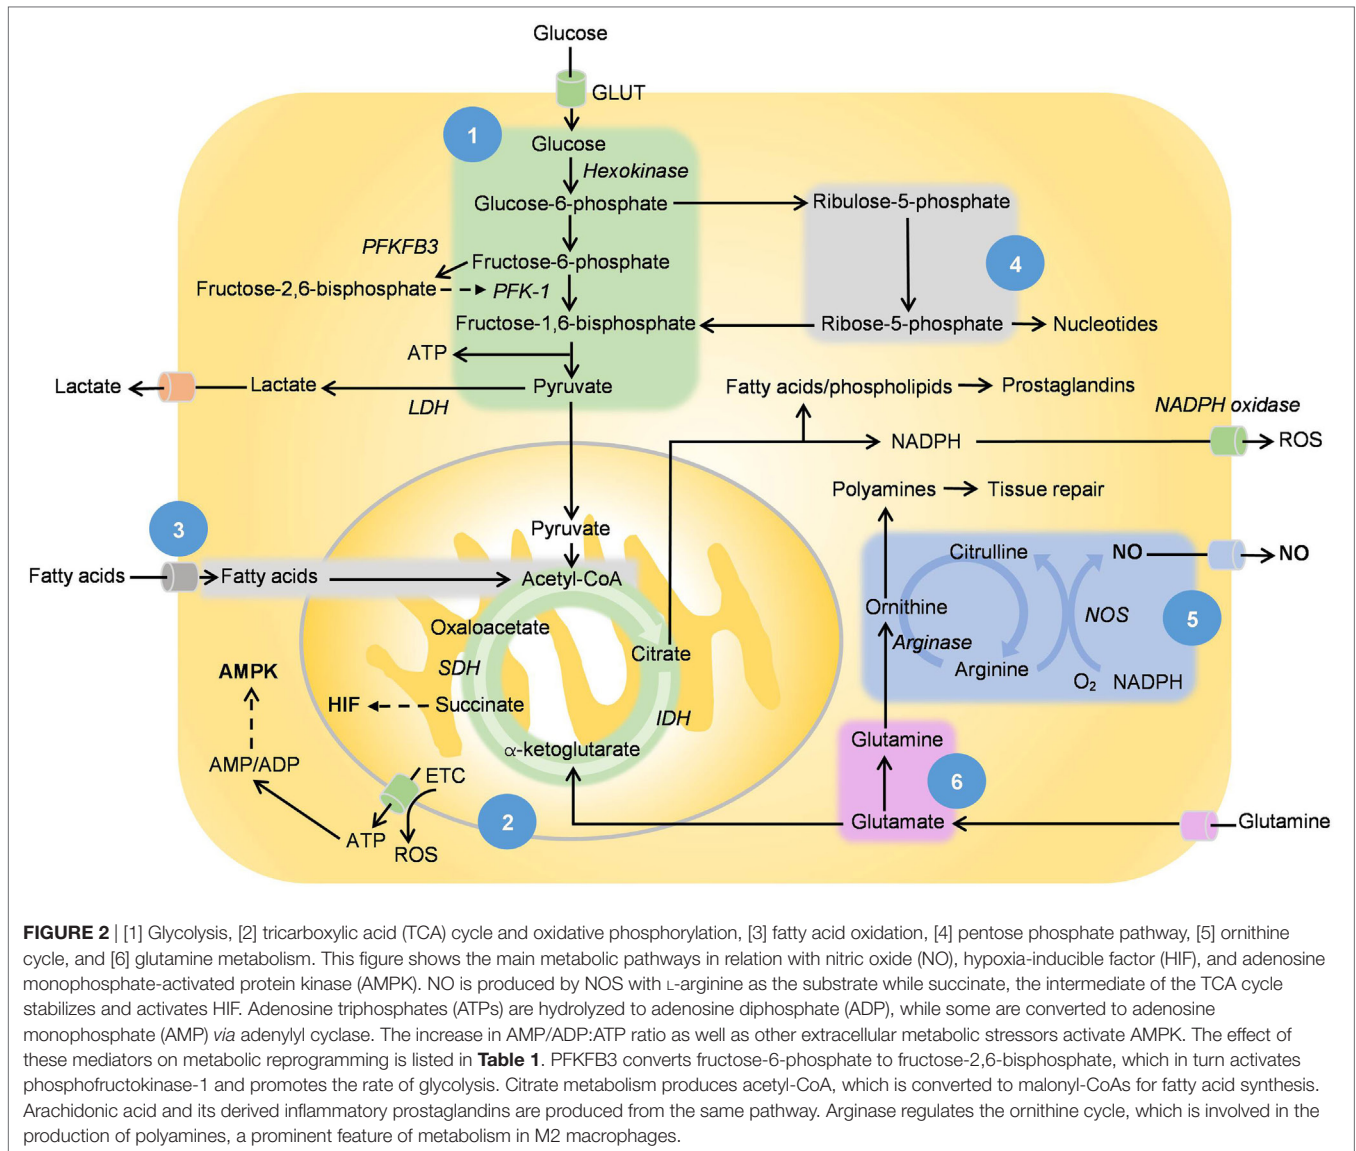 Glucose
GLUT
1
Glucose
Hexokinase
Glucose-6-phosphate
Ribulose-5-phosphate
PFKFB3
Fructose-6-phosphate
4
Fructose-2,6-bisphosphate
PFK-1
Fructose-1,6-bisphosphate
Ribose-5-phosphate
Nucleotides
ATP
Lactate
Lactate
LDH
Pyruvate
Fatty acids/phospholipids
Prostaglandins
NADPH oxidase
NADPH
ROS
Polyamines
Tissue repair
3
Pyruvate
Fatty acids
Fatty acids
Acetyl-CoA
Citrulline
NO
NO
Ornithine
NOS
5
Arginase
Arginine
O₂
NADPH
Oxaloacetate
Citrate
SDH
AMPK
HIF
Succinate
IDH
α-ketoglutarate
Glutamine
AMP/ADP
ETC
6
2
Glutamate
Glutamine
ATP
ROS
FIGURE 2 | [1] Glycolysis, [2] tricarboxylic acid (TCA) cycle and oxidative phosphorylation, [3] fatty acid oxidation, [4] pentose phosphate pathway, [5] ornithine
cycle, and [6] glutamine metabolism. This figure shows the main metabolic pathways in relation with nitric oxide (NO), hypoxia-inducible factor (HIF), and adenosine
monophosphate-activated protein kinase (AMPK). NO is produced by NOS with L-arginine as the substrate while succinate, the intermediate of the TCA cycle
stabilizes and activates HIF. Adenosine triphosphates (ATPs) are hydrolyzed to adenosine diphosphate (ADP), while some are converted to adenosine
monophosphate (AMP) via adenylyl cyclase. The increase in AMP/ADP:ATP ratio as well as other extracellular metabolic stressors activate AMPK. The effect of
these mediators on metabolic reprogramming is listed in Table 1. PFKFB3 converts fructose-6-phosphate to fructose-2,6-bisphosphate, which in turn activates
phosphofructokinase-1 and promotes the rate of glycolysis. Citrate metabolism produces acetyl-CoA, which is converted to malonyl-CoAs for fatty acid synthesis.
Arachidonic acid and its derived inflammatory prostaglandins are produced from the same pathway. Arginase regulates the ornithine cycle, which is involved in the
production of polyamines, a prominent feature of metabolism in M2 macrophages.